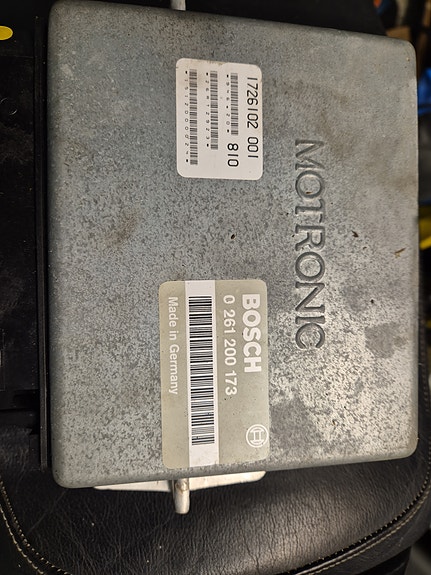 1726102 001
810
MOTRONIC
BOSCH
0 261 200 173
Made in Germany